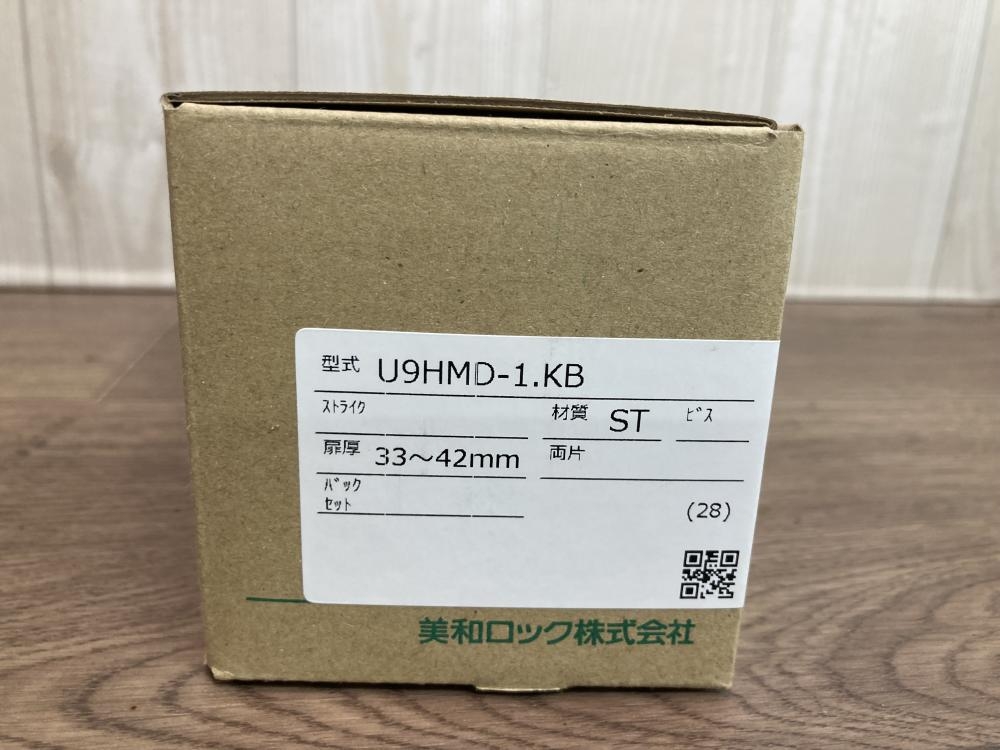 型式 U9HMD-1.KB
ｽﾄﾗｲｸ 材質 ST ﾋﾞｽ
扉厚 33～42mm 両片
ﾊﾞｯｸ
ｾｯﾄ
(28)
美和ロック株式会社